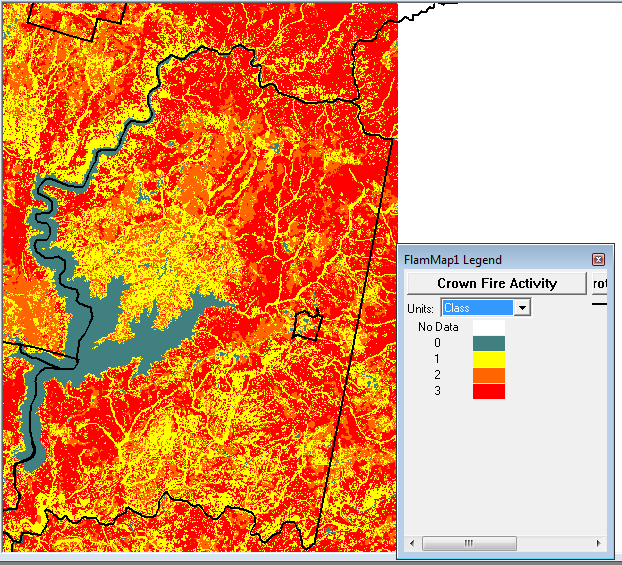 FlamMap1 Legend
Crown Fire Activity
Units: Class
No Data
0
1
2
3